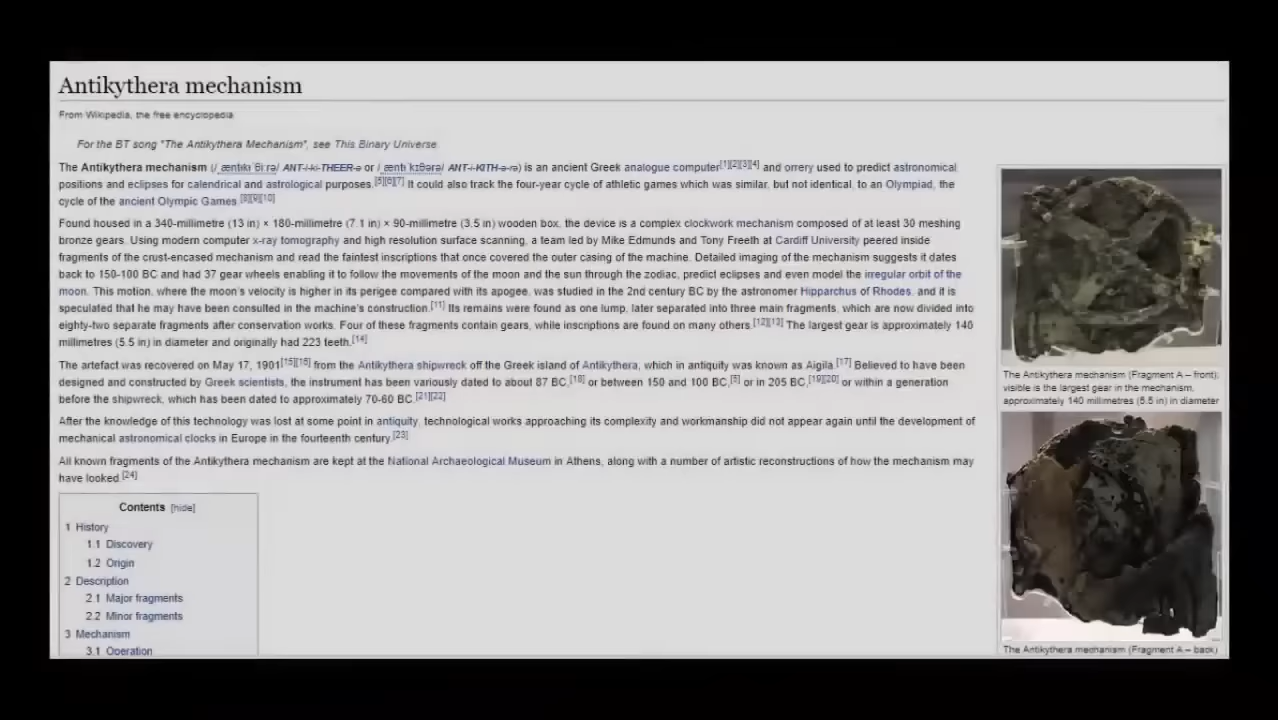 Antikythera mechanism
From Wikipedia, the free encyclopedia
For the BT song "The Antikythera Mechanism", see This Binary Universe
The Antikythera mechanism (/ˌæntɪkɪˈθɪːrə/ ANT-i-ki-THEER-ə or /ˌæntɪˈkɪθərə/ ANT-i-KITH-ə-rə) is an ancient Greek analogue computer[1][2][3][4] and orrery used to predict astronomical
positions and eclipses for calendrical and astrological purposes.[5][6][7] It could also track the four-year cycle of athletic games which was similar, but not identical, to an Olympiad, the
cycle of the ancient Olympic Games.[8][9][10]
Found housed in a 340-millimetre (13 in) × 180-millimetre (7.1 in) × 90-millimetre (3.5 in) wooden box, the device is a complex clockwork mechanism composed of at least 30 meshing
bronze gears. Using modern computer x-ray tomography and high resolution surface scanning, a team led by Mike Edmunds and Tony Freeth at Cardiff University peered inside
fragments of the crust-encased mechanism and read the faintest inscriptions that once covered the outer casing of the machine. Detailed imaging of the mechanism suggests it dates
back to 150-100 BC and had 37 gear wheels enabling it to follow the movements of the moon and the sun through the zodiac, predict eclipses and even model the irregular orbit of the
moon. This motion, where the moon's velocity is higher in its perigee compared with its apogee, was studied in the 2nd century BC by the astronomer Hipparchus of Rhodes, and it is
speculated that he may have been consulted in the machine's construction.[11] Its remains were found as one lump, later separated into three main fragments, which are now divided into
eighty-two separate fragments after conservation works. Four of these fragments contain gears, while inscriptions are found on many others.[12][13] The largest gear is approximately 140
millimetres (5.5 in) in diameter and originally had 223 teeth.[14]
The artefact was recovered on May 17, 1901[15][16] from the Antikythera shipwreck off the Greek island of Antikythera, which in antiquity was known as Aigila.[17] Believed to have been
designed and constructed by Greek scientists, the instrument has been variously dated to about 87 BC,[18] or between 150 and 100 BC,[5] or in 205 BC,[19][20] or within a generation
before the shipwreck, which has been dated to approximately 70-60 BC.[21][22]
After the knowledge of this technology was lost at some point in antiquity, technological works approaching its complexity and workmanship did not appear again until the development of
mechanical astronomical clocks in Europe in the fourteenth century.[23]
All known fragments of the Antikythera mechanism are kept at the National Archaeological Museum in Athens, along with a number of artistic reconstructions of how the mechanism may
have looked.[24]
Contents [hide]
1 History
1.1 Discovery
1.2 Origin
2 Description
2.1 Major fragments
2.2 Minor fragments
3 Mechanism
3.1 Operation
The Antikythera mechanism (Fragment A – front);
visible is the largest gear in the mechanism,
approximately 140 millimetres (5.5 in) in diameter
The Antikythera mechanism (Fragment A – back)